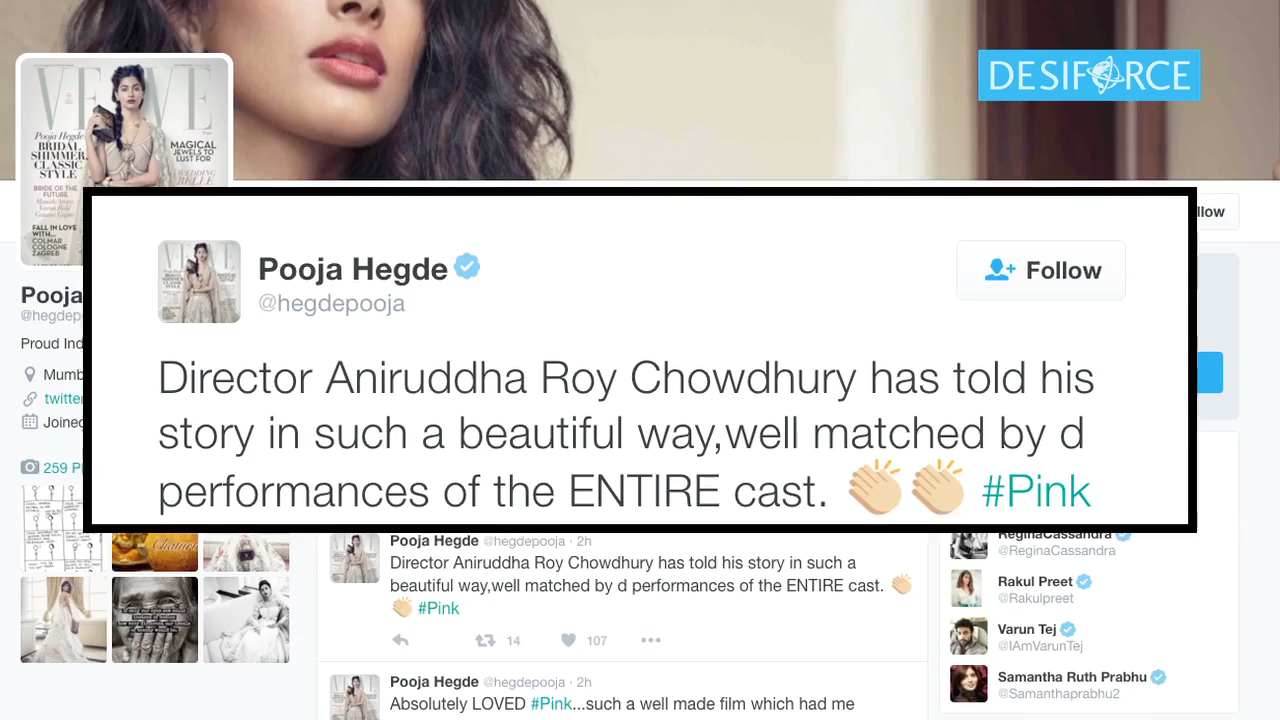 DESIFORCE
VERVE
Pooja Hegde
BRIDAL
SHIMMER,
CLASSIC
STYLE
MAGICAL
JEWELS TO
LUST FOR
WEDDING
BELLE
BRIDE OF THE
FUTURE
FALL IN LOVE
WITH...
COLMAR
COLOGNE
ZAGREB
llow
Pooja Hegde
@hegdepooja
Follow
Director Aniruddha Roy Chowdhury has told his
story in such a beautiful way,well matched by d
performances of the ENTIRE cast. 👏👏 #Pink
Pooja
@hegdep
Proud Ind
Mumb
twitter
Joined
259 P
Pooja Hegde @hegdepooja · 2h
Director Aniruddha Roy Chowdhury has told his story in such a
beautiful way,well matched by d performances of the ENTIRE cast. 👏
👏 #Pink
14 107 •••
Pooja Hegde @hegdepooja · 2h
Absolutely LOVED #Pink...such a well made film which had me
ReginaCassandra
@ReginaCassandra
Rakul Preet
@Rakulpreet
Varun Tej
@IAmVarunTej
Samantha Ruth Prabhu
@Samanthaprabhu2